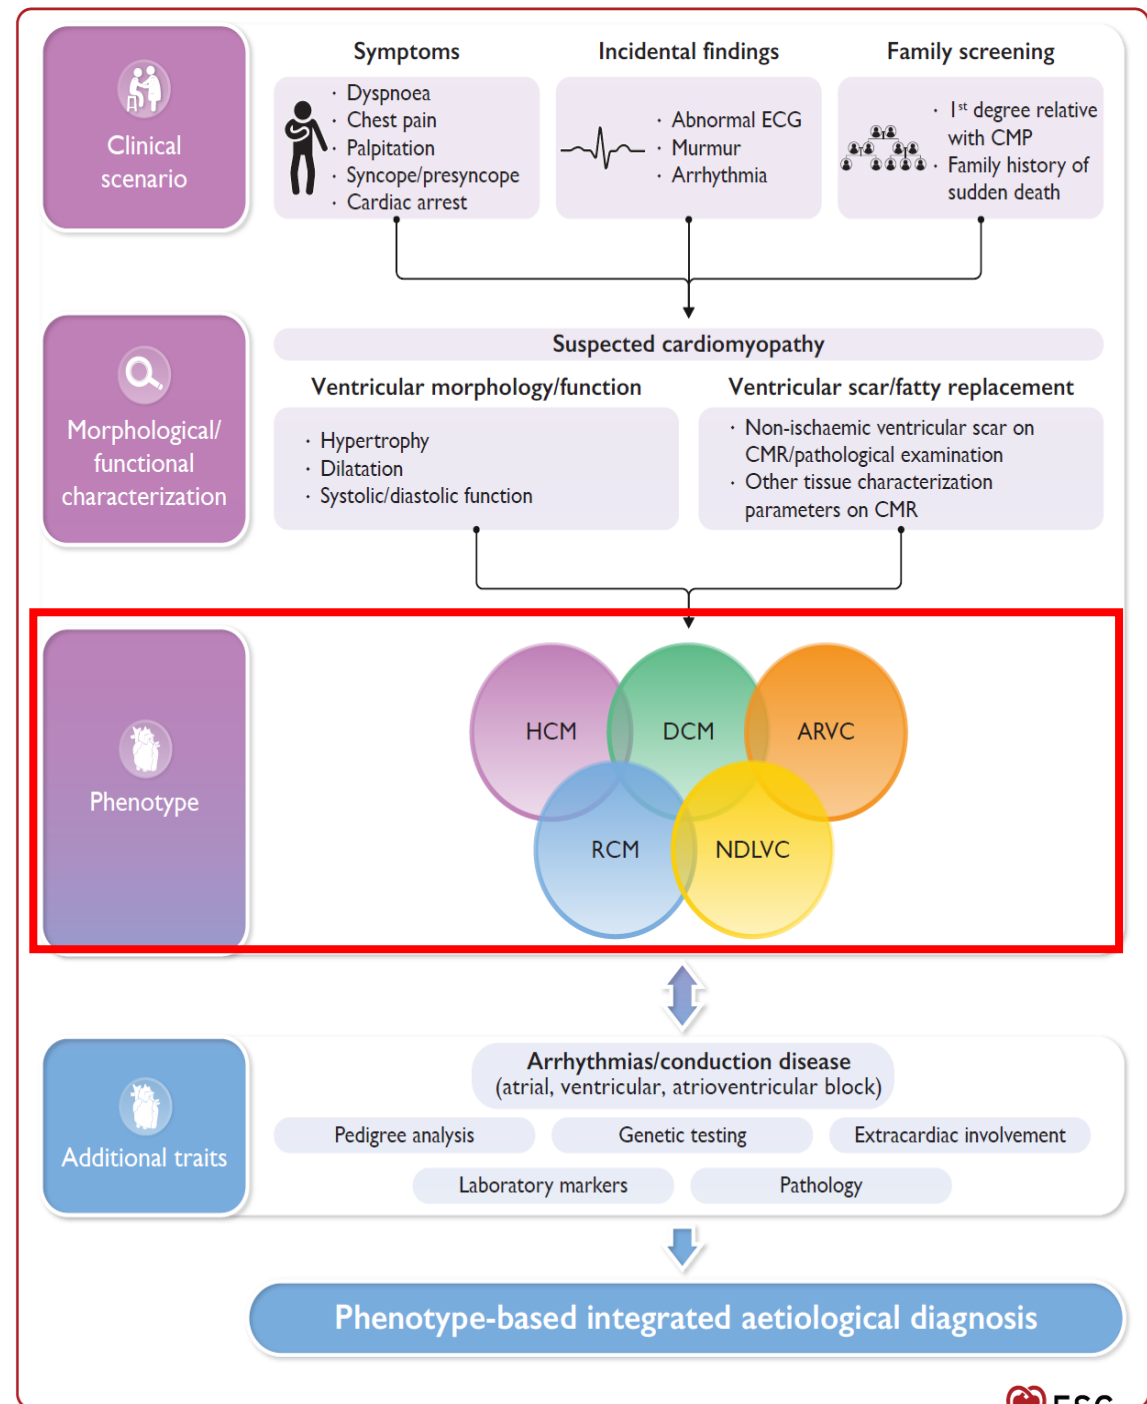 Clinical
scenario
Symptoms
· Dyspnoea
· Chest pain
· Palpitation
· Syncope/presyncope
· Cardiac arrest
Incidental findings
· Abnormal ECG
· Murmur
· Arrhythmia
Family screening
· 1st degree relative
with CMP
· Family history of
sudden death
Morphological/
functional
characterization
Suspected cardiomyopathy
Ventricular morphology/function
· Hypertrophy
· Dilatation
· Systolic/diastolic function
Ventricular scar/fatty replacement
· Non-ischaemic ventricular scar on
CMR/pathological examination
· Other tissue characterization
parameters on CMR
Phenotype
HCM
DCM
ARVC
RCM
NDLVC
Additional traits
Arrhythmias/conduction disease
(atrial, ventricular, atrioventricular block)
Pedigree analysis
Genetic testing
Extracardiac involvement
Laboratory markers
Pathology
Phenotype-based integrated aetiological diagnosis
ESC